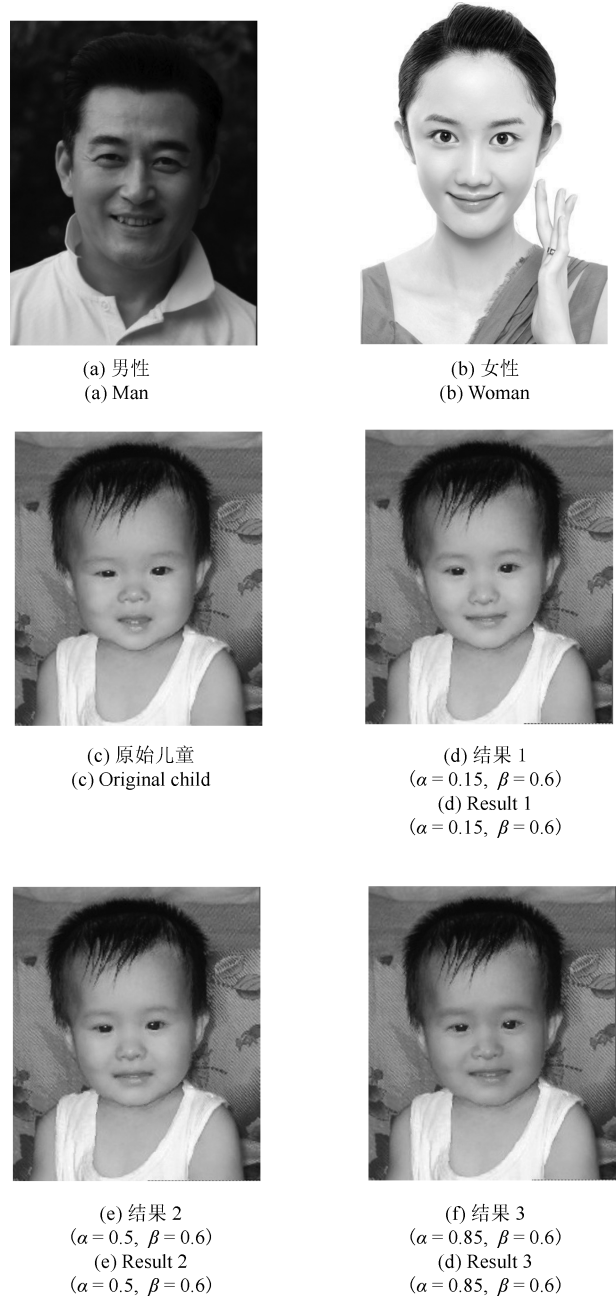 (a) 男性
(a) Man
(b) 女性
(b) Woman
(c) 原始儿童
(c) Original child
(d) 结果 1
(α = 0.15, β = 0.6)
(d) Result 1
(α = 0.15, β = 0.6)
(e) 结果 2
(α = 0.5, β = 0.6)
(e) Result 2
(α = 0.5, β = 0.6)
(f) 结果 3
(α = 0.85, β = 0.6)
(d) Result 3
(α = 0.85, β = 0.6)